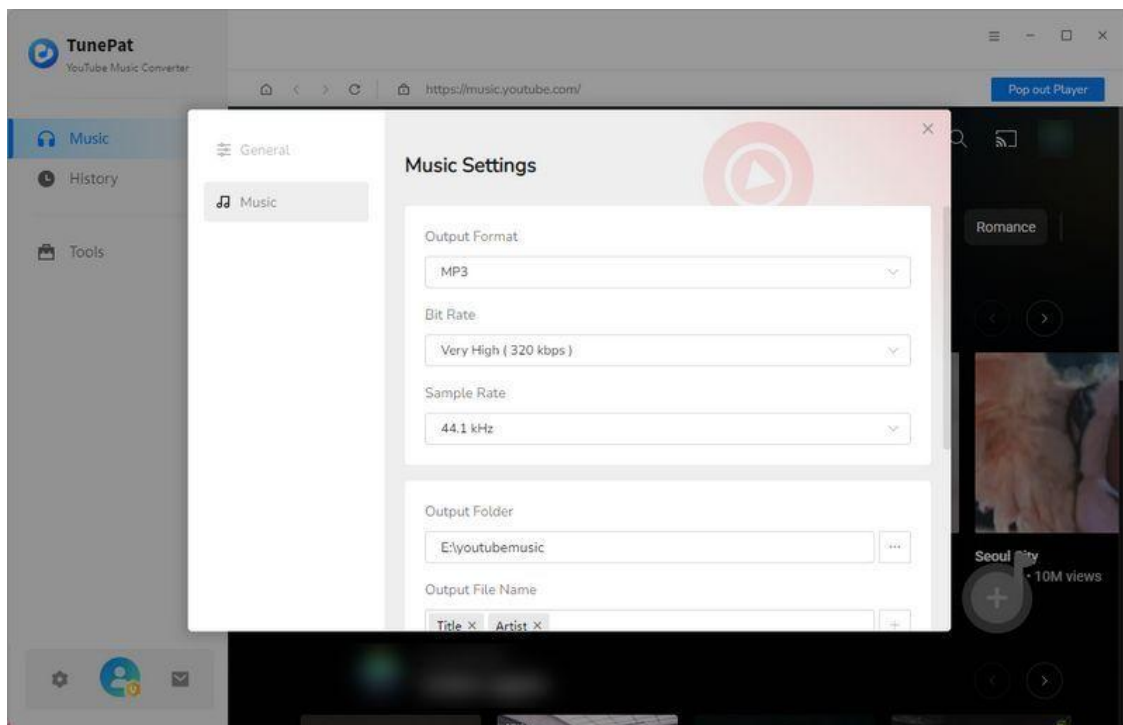 TunePat
YouTube Music Converter
https://music.youtube.com/
Pop out Player
Music
History
Tools
General
Music
Music Settings
Output Format
MP3
Bit Rate
Very High ( 320 kbps )
Sample Rate
44.1 kHz
Output Folder
E:\youtubemusic
...
Output File Name
Title × Artist ×
Romance
Seoul City
• 10M views